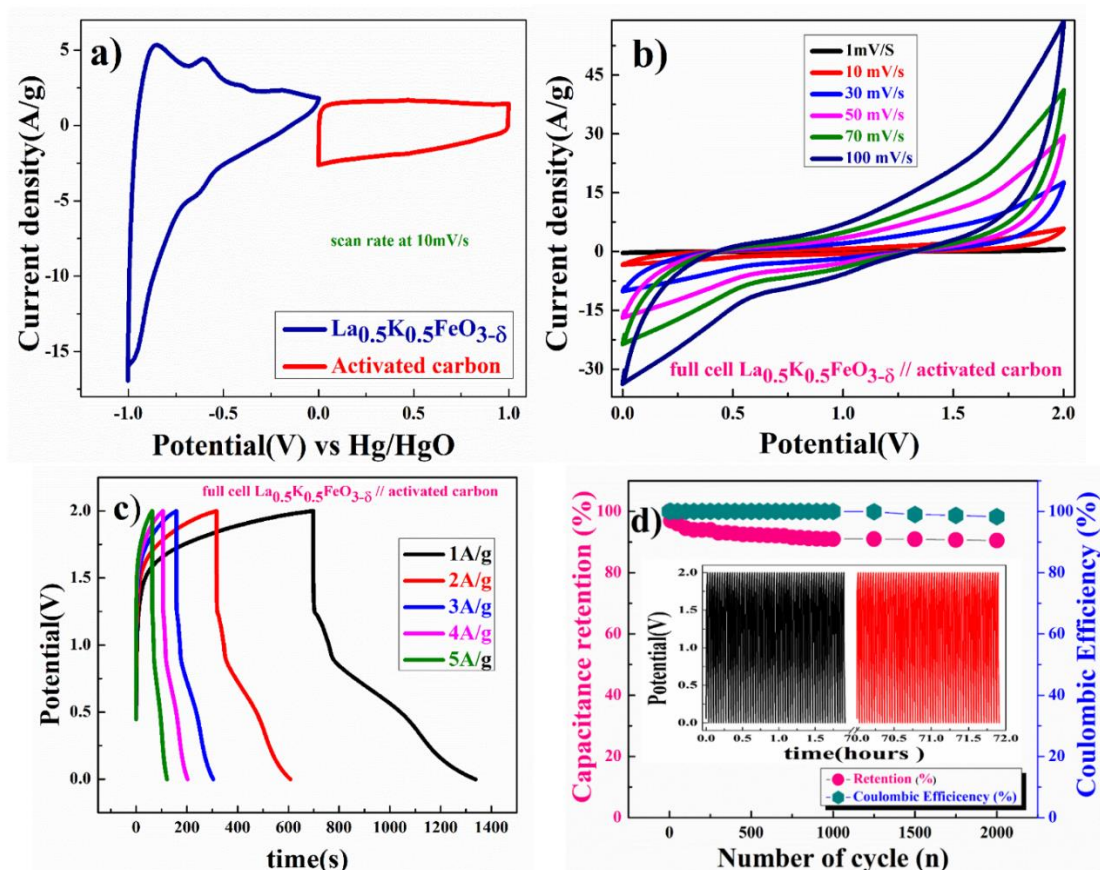 a)
Current density(A/g)
5
0
-5
-10
-15
scan rate at 10mV/s
La0.5K0.5FeO3-δ
Activated carbon
-1.0 -0.5 0.0 0.5 1.0
Potential(V) vs Hg/HgO
b)
Current density(A/g)
45
30
15
0
-15
-30
1mV/S
10 mV/s
30 mV/s
50 mV/s
70 mV/s
100 mV/s
full cell La0.5K0.5FeO3-δ // activated carbon
0.0 0.5 1.0 1.5 2.0
Potential(V)
c)
full cell La0.5K0.5FeO3-δ // activated carbon
Potential(V)
2.0
1.5
1.0
0.5
0.0
1A/g
2A/g
3A/g
4A/g
5A/g
0 200 400 600 800 1000 1200 1400
time(s)
d)
Capacitance retention (%)
100
80
60
40
20
0
Coulombic Efficiency (%)
100
80
60
40
20
0
Potential(V)
2.0
1.5
1.0
0.5
0.0
0.0 0.5 1.0 1.5 70.0 70.5 71.0 71.5 72.0
time(hours )
Retention (%)
Coulombic Efficicency (%)
0 500 1000 1500 2000
Number of cycle (n)